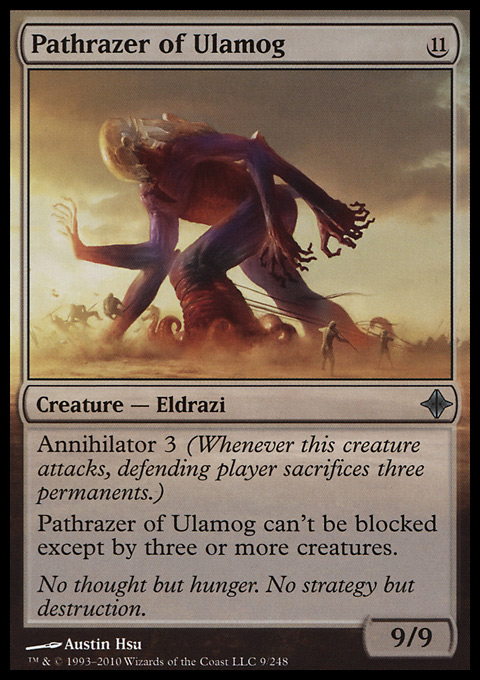 Pathrazer of Ulamog
11
Creature — Eldrazi
Annihilator 3 (Whenever this creature
attacks, defending player sacrifices three
permanents.)
Pathrazer of Ulamog can't be blocked
except by three or more creatures.
No thought but hunger. No strategy but
destruction.
9/9
Austin Hsu
™ & © 1993–2010 Wizards of the Coast LLC 9/248